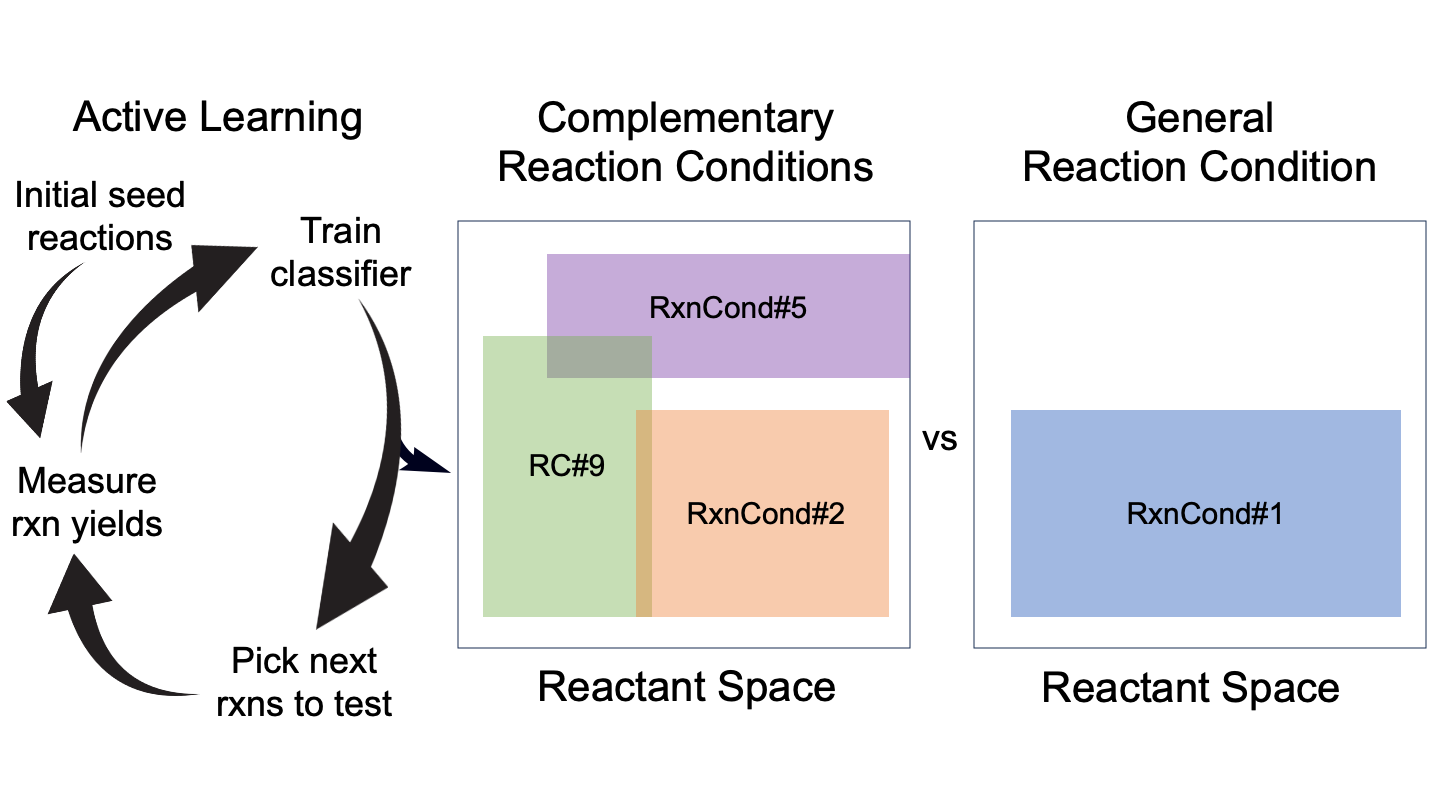 Active Learning
Initial seed
reactions
Train
classifier
Measure
rxn yields
Pick next
rxns to test
Complementary
Reaction Conditions
RxnCond#5
RC#9
RxnCond#2
Reactant Space
vs
General
Reaction Condition
RxnCond#1
Reactant Space